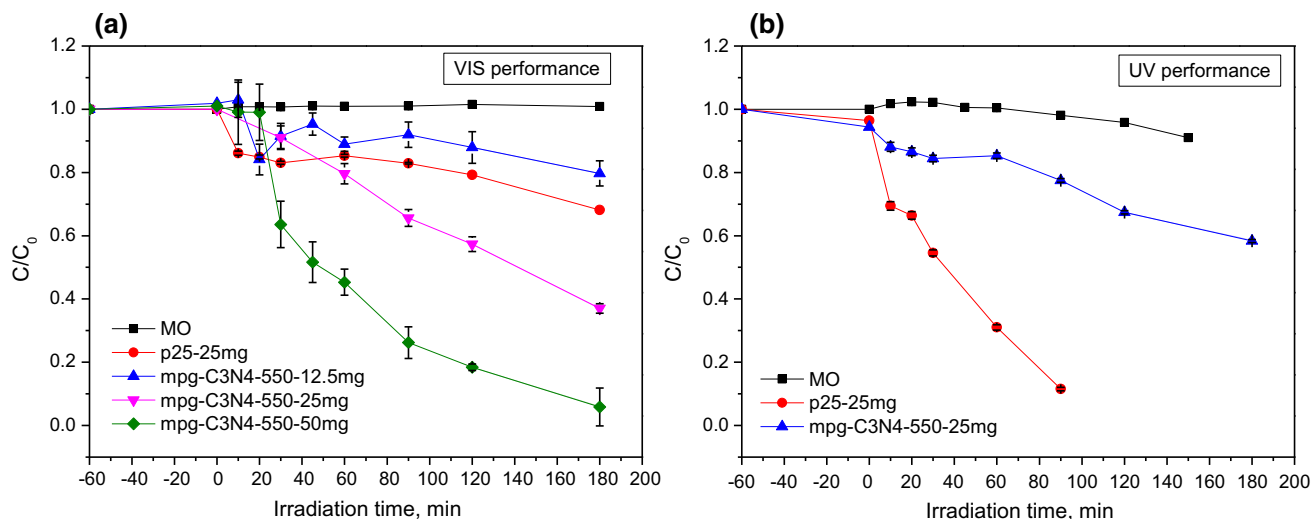 (a)
VIS performance
1.2
1.0
0.8
0.6
0.4
0.2
0.0
C/C0
MO
p25-25mg
mpg-C3N4-550-12.5mg
mpg-C3N4-550-25mg
mpg-C3N4-550-50mg
-60 -40 -20 0 20 40 60 80 100 120 140 160 180 200
Irradiation time, min
(b)
UV performance
1.2
1.0
0.8
0.6
0.4
0.2
0.0
C/C0
MO
p25-25mg
mpg-C3N4-550-25mg
-60 -40 -20 0 20 40 60 80 100 120 140 160 180 200
Irradiation time, min